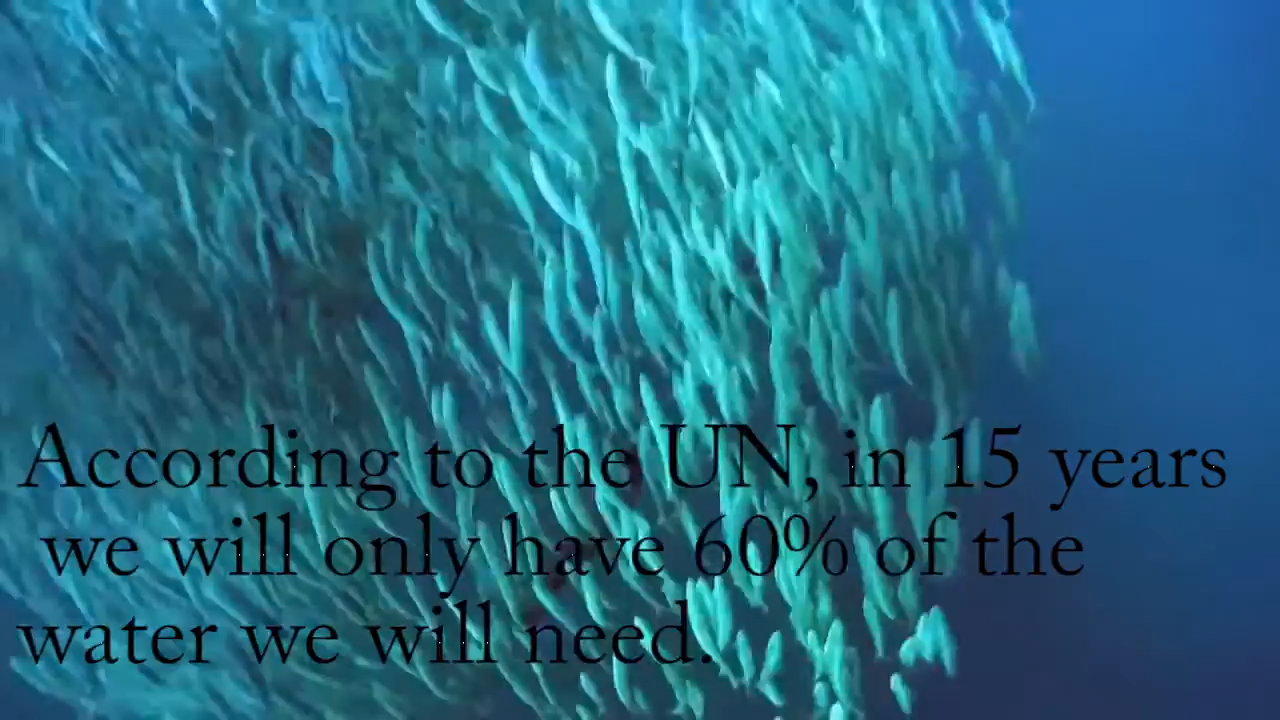 According to the UN, in 15 years
we will only have 60% of the
water we will need.